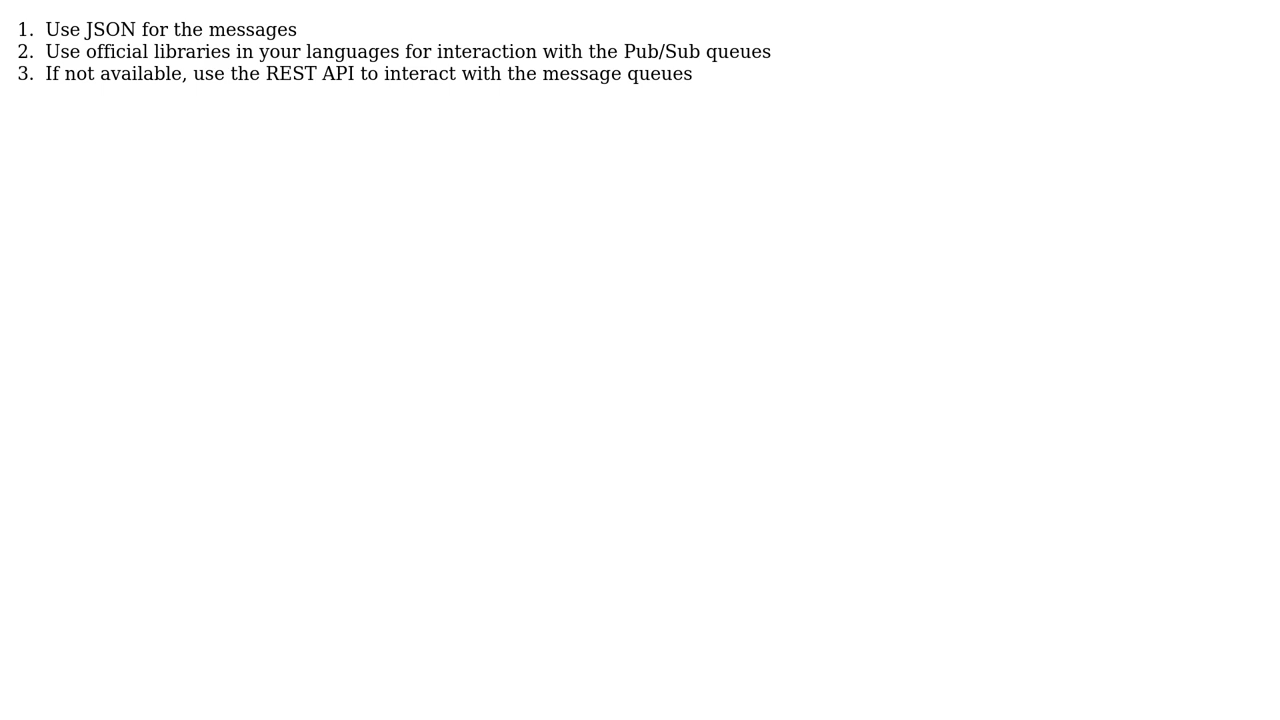 1. Use JSON for the messages
2. Use official libraries in your languages for interaction with the Pub/Sub queues
3. If not available, use the REST API to interact with the message queues